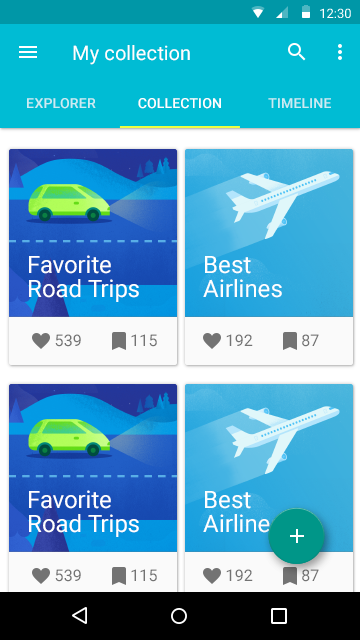 12:30
My collection
EXPLORER COLLECTION TIMELINE
Favorite
Road Trips
539 115
Best
Airlines
192 87
Favorite
Road Trips
539 115
Best
Airline
192 87